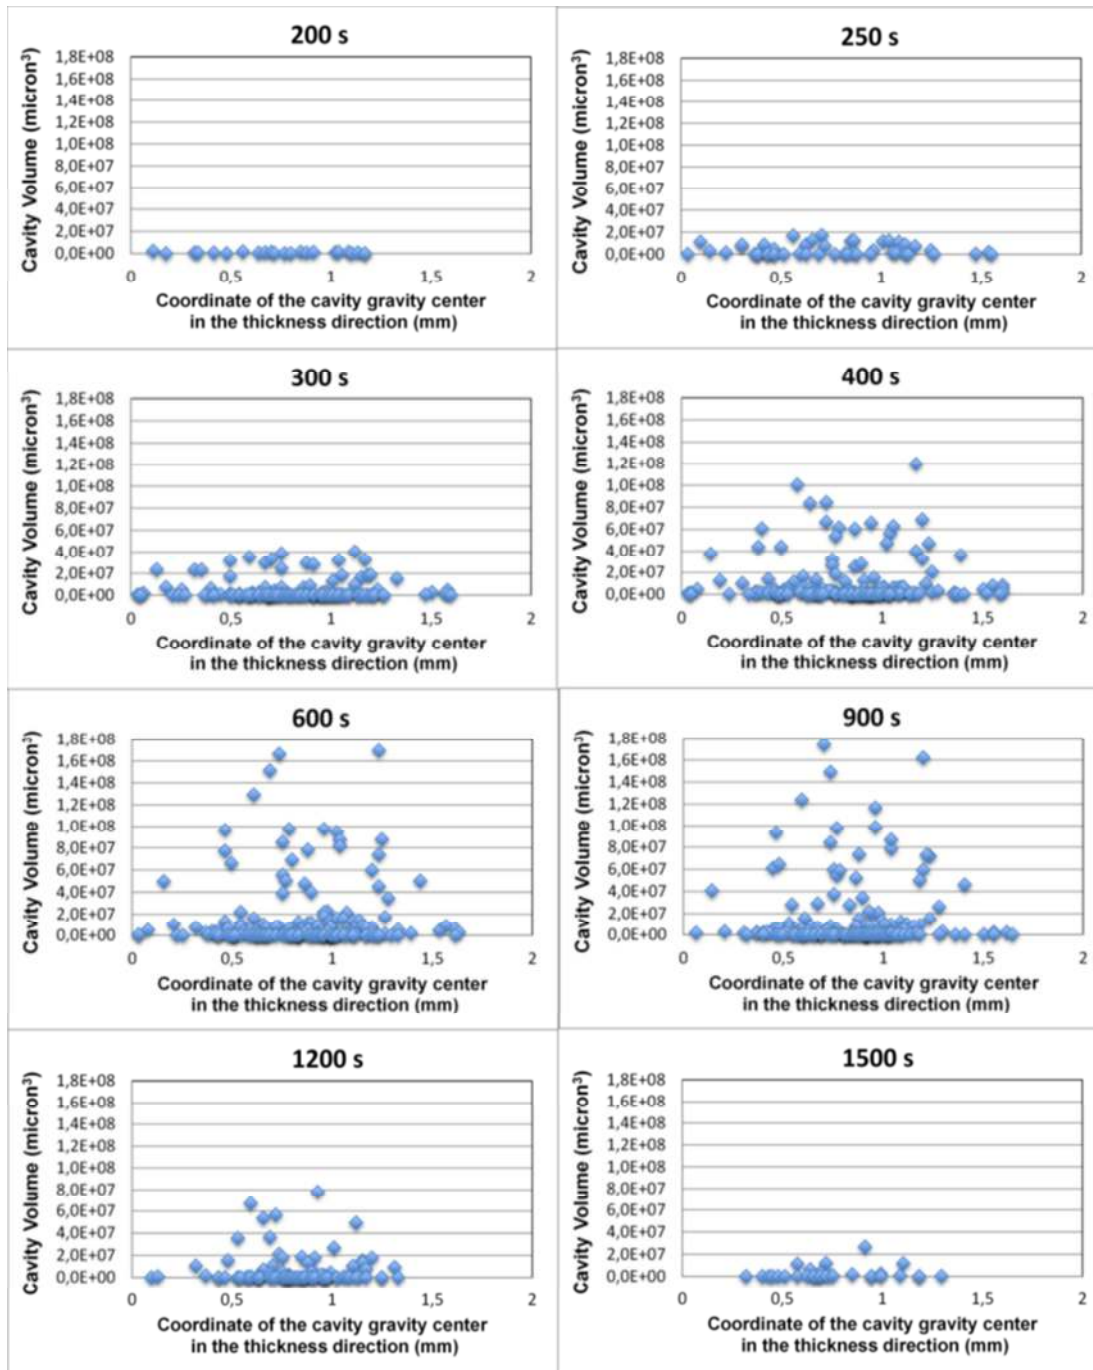 200 s
Cavity Volume (micron³)
1,8E+08
1,6E+08
1,4E+08
1,2E+08
1,0E+08
8,0E+07
6,0E+07
4,0E+07
2,0E+07
0,0E+00
0 0,5 1 1,5 2
Coordinate of the cavity gravity center
in the thickness direction (mm)
250 s
Cavity Volume (micron³)
1,8E+08
1,6E+08
1,4E+08
1,2E+08
1,0E+08
8,0E+07
6,0E+07
4,0E+07
2,0E+07
0,0E+00
0 0,5 1 1,5 2
Coordinate of the cavity gravity center
in the thickness direction (mm)
300 s
Cavity Volume (micron³)
1,8E+08
1,6E+08
1,4E+08
1,2E+08
1,0E+08
8,0E+07
6,0E+07
4,0E+07
2,0E+07
0,0E+00
0 0,5 1 1,5 2
Coordinate of the cavity gravity center
in the thickness direction (mm)
400 s
Cavity Volume (micron³)
1,8E+08
1,6E+08
1,4E+08
1,2E+08
1,0E+08
8,0E+07
6,0E+07
4,0E+07
2,0E+07
0,0E+00
0 0,5 1 1,5 2
Coordinate of the cavity gravity center
in the thickness direction (mm)
600 s
Cavity Volume (micron³)
1,8E+08
1,6E+08
1,4E+08
1,2E+08
1,0E+08
8,0E+07
6,0E+07
4,0E+07
2,0E+07
0,0E+00
0 0,5 1 1,5 2
Coordinate of the cavity gravity center
in the thickness direction (mm)
900 s
Cavity Volume (micron³)
1,8E+08
1,6E+08
1,4E+08
1,2E+08
1,0E+08
8,0E+07
6,0E+07
4,0E+07
2,0E+07
0,0E+00
0 0,5 1 1,5 2
Coordinate of the cavity gravity center
in the thickness direction (mm)
1200 s
Cavity Volume (micron³)
1,8E+08
1,6E+08
1,4E+08
1,2E+08
1,0E+08
8,0E+07
6,0E+07
4,0E+07
2,0E+07
0,0E+00
0 0,5 1 1,5 2
Coordinate of the cavity gravity center
in the thickness direction (mm)
1500 s
Cavity Volume (micron³)
1,8E+08
1,6E+08
1,4E+08
1,2E+08
1,0E+08
8,0E+07
6,0E+07
4,0E+07
2,0E+07
0,0E+00
0 0,5 1 1,5 2
Coordinate of the cavity gravity center
in the thickness direction (mm)